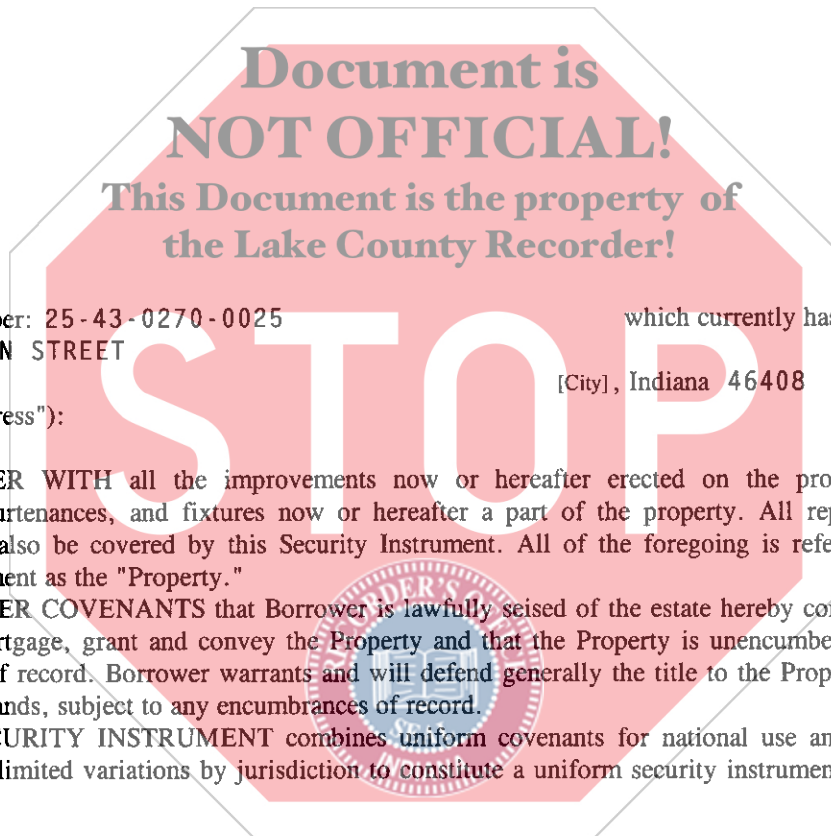 Document is
NOT OFFICIAL!
This Document is the property of
the Lake County Recorder!
STOP
ber: 25-43-0270-0025 which currently has
N STREET
[City], Indiana 46408
ress"):
ER WITH all the improvements now or hereafter erected on the pro
urtenances, and fixtures now or hereafter a part of the property. All rep
also be covered by this Security Instrument. All of the foregoing is refe
ent as the "Property."
ER COVENANTS that Borrower is lawfully seised of the estate hereby co
rtgage, grant and convey the Property and that the Property is unencumbe
f record. Borrower warrants and will defend generally the title to the Prop
nds, subject to any encumbrances of record.
CURITY INSTRUMENT combines uniform covenants for national use an
limited variations by jurisdiction to constitute a uniform security instrumen
SEAL
INDIANA